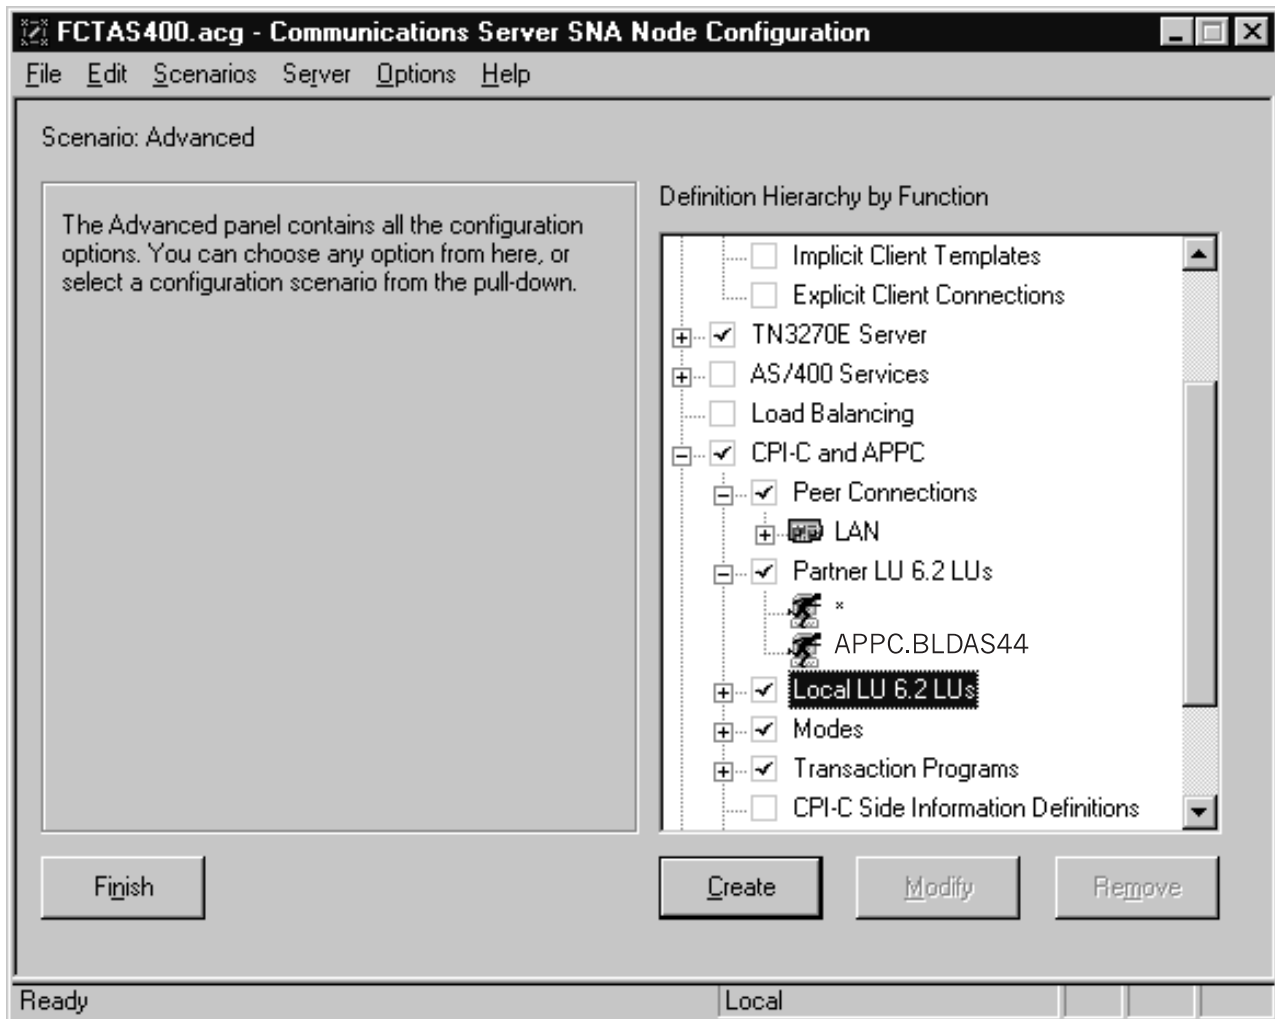 FCTAS400.acg - Communications Server SNA Node Configuration
File Edit Scenarios Server Options Help
Scenario: Advanced
The Advanced panel contains all the configuration
options. You can choose any option from here, or
select a configuration scenario from the pull-down.
Definition Hierarchy by Function
Implicit Client Templates
Explicit Client Connections
TN3270E Server
AS/400 Services
Load Balancing
CPI-C and APPC
Peer Connections
LAN
Partner LU 6.2 LUs
*
APPC.BLDAS44
Local LU 6.2 LUs
Modes
Transaction Programs
CPI-C Side Information Definitions
Finish
Create
Modify
Remove
Ready
Local